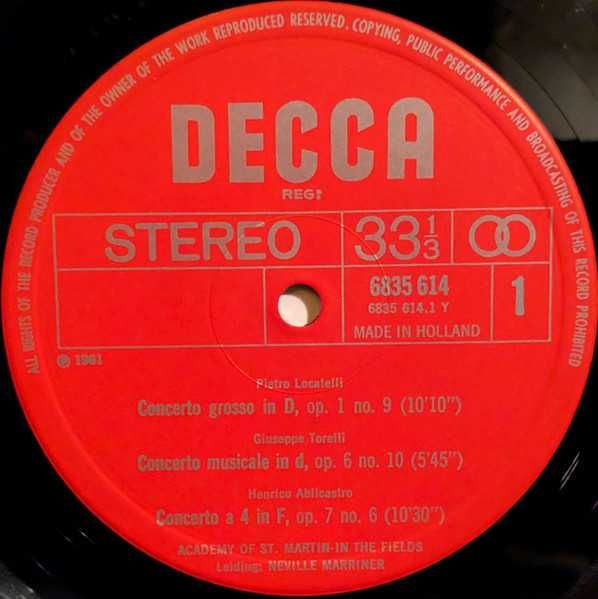 ALL RIGHTS OF THE RECORD PRODUCER AND OF THE OWNER OF THE WORK REPRODUCED RESERVED. COPYING, PUBLIC PERFORMANCE AND BROADCASTING OF THIS RECORD PROHIBITED
DECCA
REGD
STEREO 33 1/3
6835 614
6835 614.1 Y
1
MADE IN HOLLAND
℗ 1961
Pietro Locatelli
Concerto grosso in D, op. 1 no. 9 (10'10")
Giuseppe Torelli
Concerto musicale in d, op. 6 no. 10 (5'45")
Henrico Ablicastro
Concerto a 4 in F, op. 7 no. 6 (10'30")
ACADEMY OF ST. MARTIN-IN THE FIELDS
Leiding: NEVILLE MARRINER